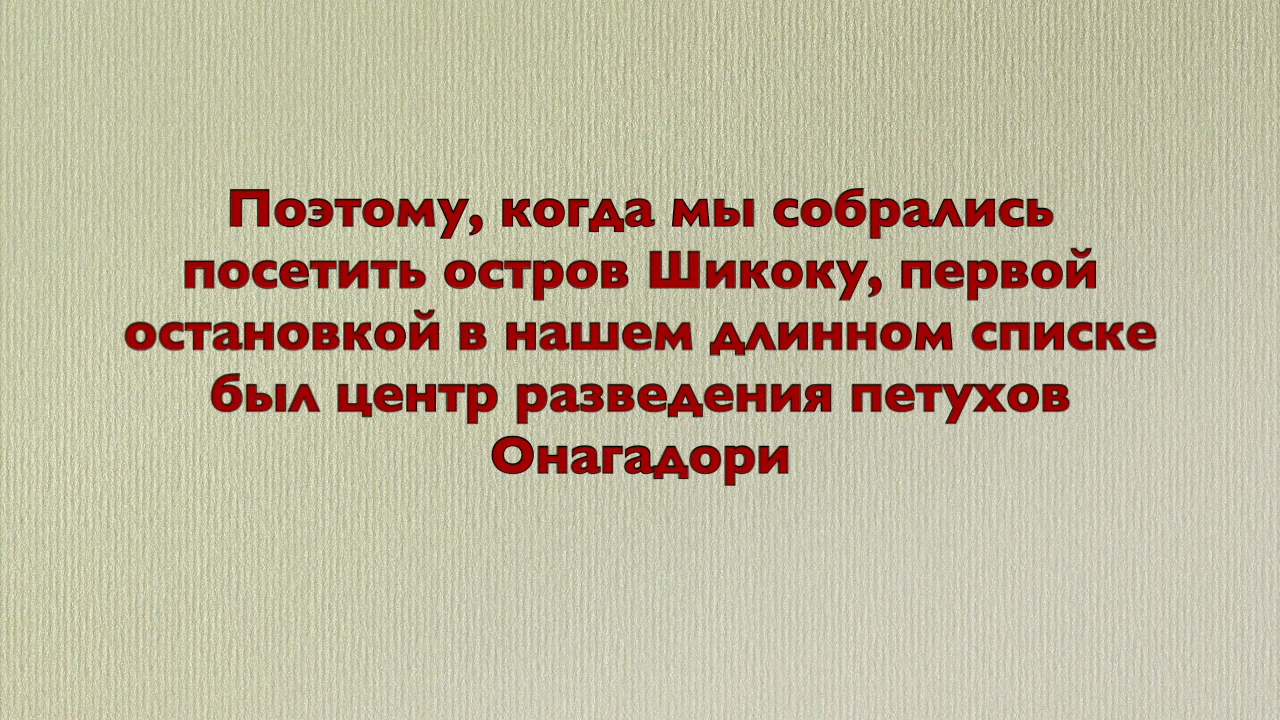 Поэтому, когда мы собрались
посетить остров Шикоку, первой
остановкой в нашем длинном списке
был центр разведения петухов
Онагадори